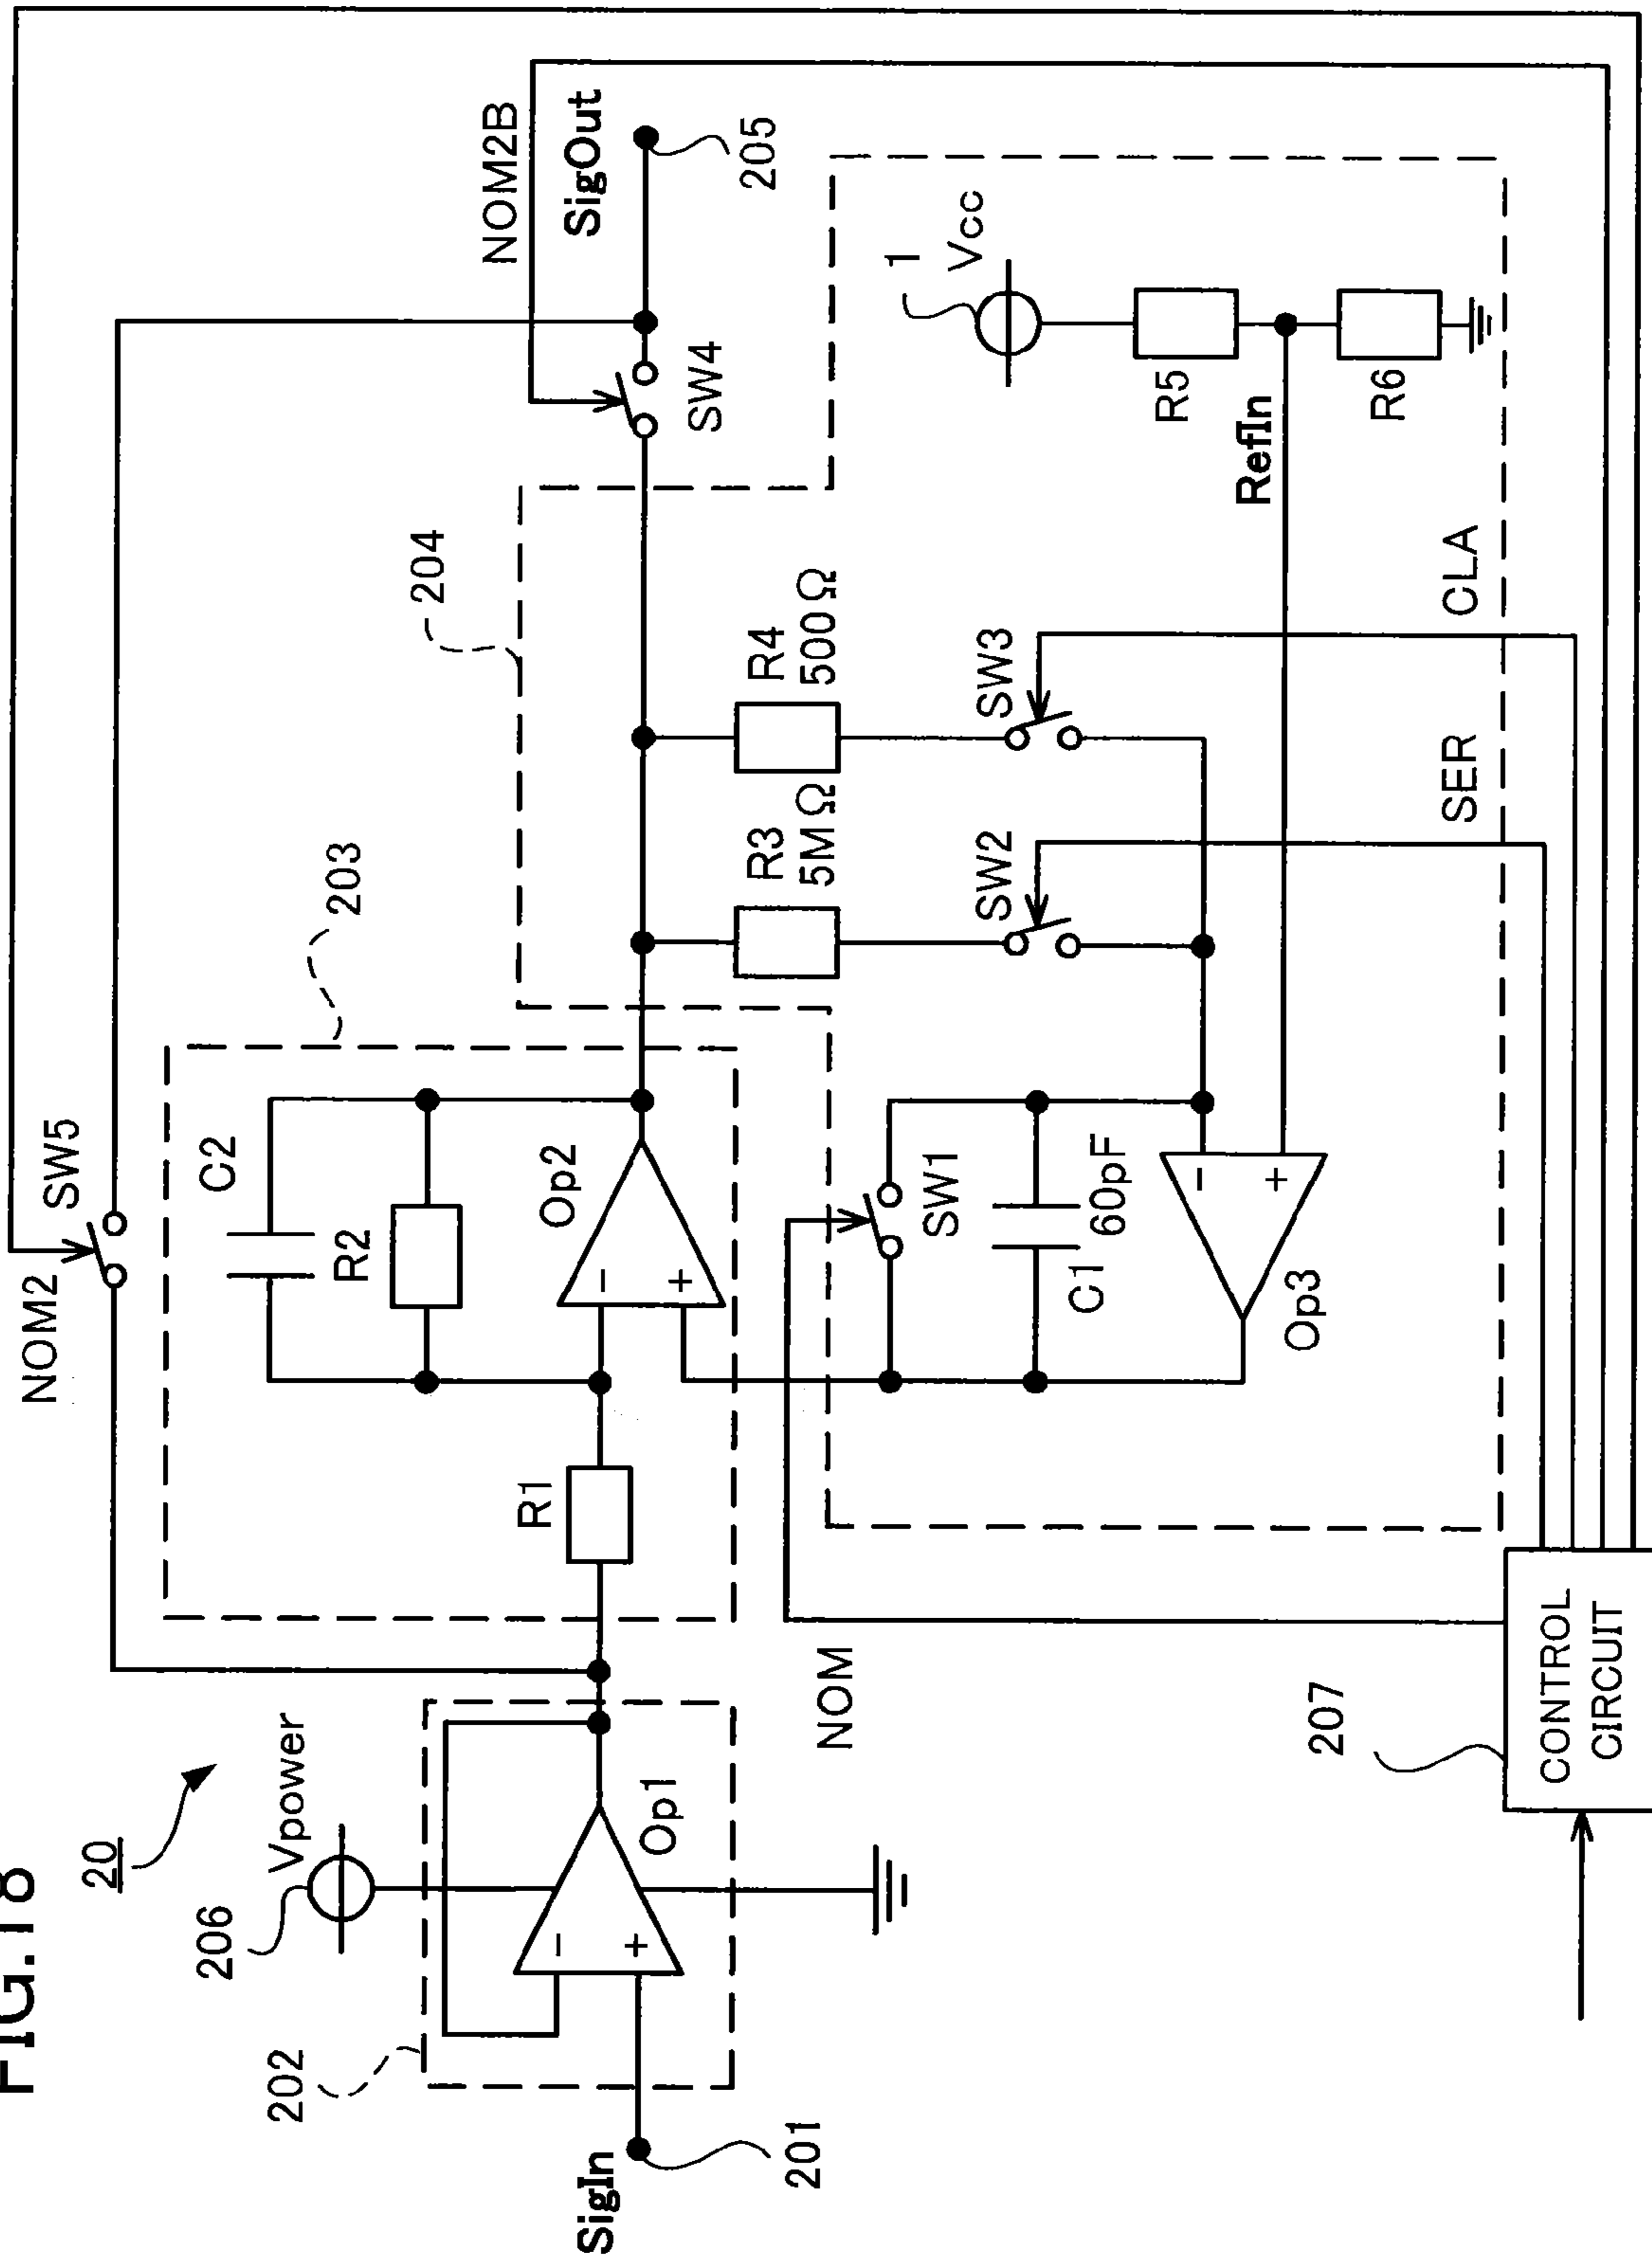 FIG.18
20
NOM2
SW5
NOM2B
SigOut
205
203
C2
R2
Op2
R1
204
SW4
202
206
Vpower
Op1
SigIn
201
R3
5MΩ
R4
500Ω
SW2
SW3
1
Vcc
R5
RefIn
R6
NOM
SW1
C1
60pF
Op3
SER
CLA
207
CONTROL
CIRCUIT
-
+
-
+
-
+